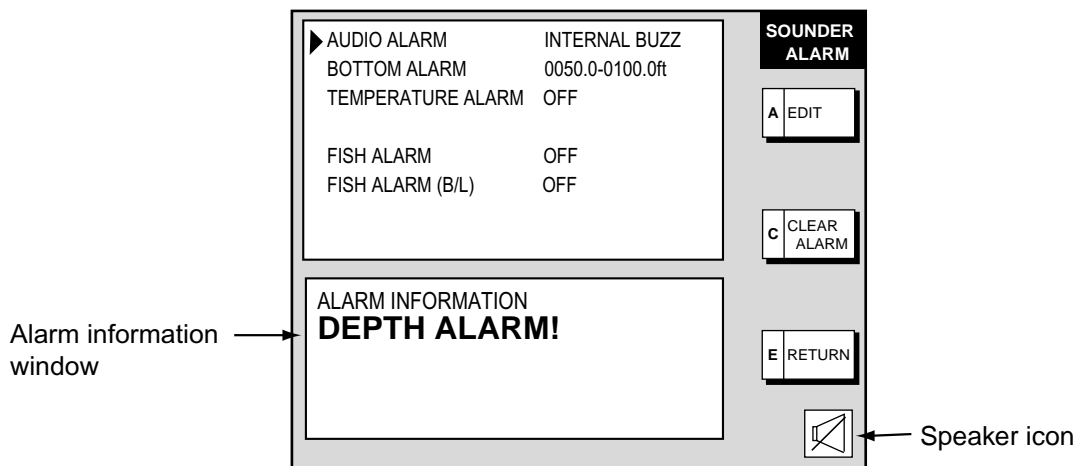 AUDIO ALARM INTERNAL BUZZ
BOTTOM ALARM 0050.0-0100.0ft
TEMPERATURE ALARM OFF
FISH ALARM OFF
FISH ALARM (B/L) OFF
SOUNDER
ALARM
A EDIT
C CLEAR
ALARM
E RETURN
ALARM INFORMATION
DEPTH ALARM!
Alarm information
window
Speaker icon